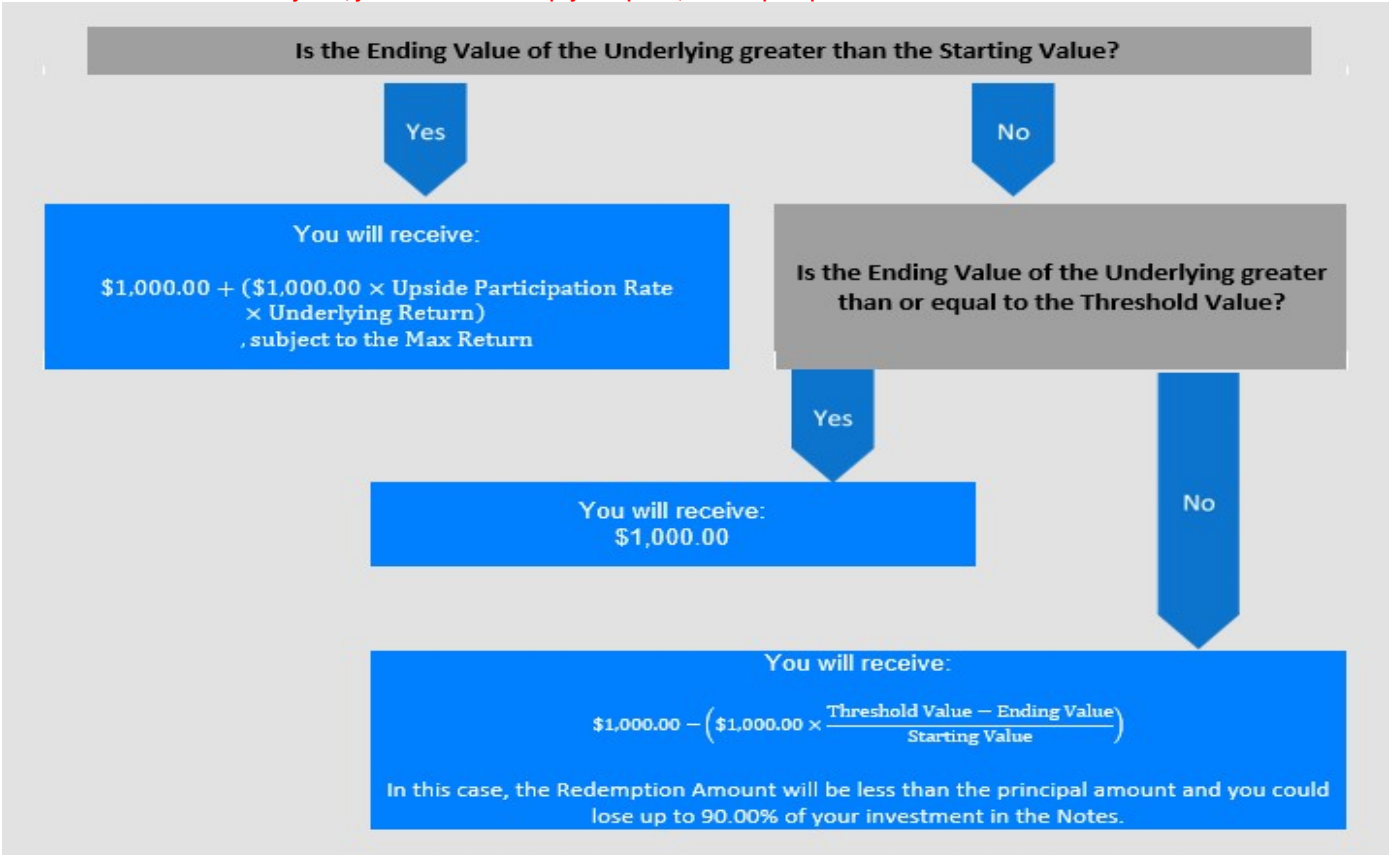 Is the Ending Value of the Underlying greater than the Starting Value?
Yes
No
You will receive:
$1,000.00 + ($1,000.00 × Upside Participation Rate
× Underlying Return)
, subject to the Max Return
Is the Ending Value of the Underlying greater
than or equal to the Threshold Value?
Yes
No
You will receive:
$1,000.00
You will receive:
$1,000.00 − ($1,000.00 × Threshold Value − Ending Value / Starting Value)
In this case, the Redemption Amount will be less than the principal amount and you could
lose up to 90.00% of your investment in the Notes.